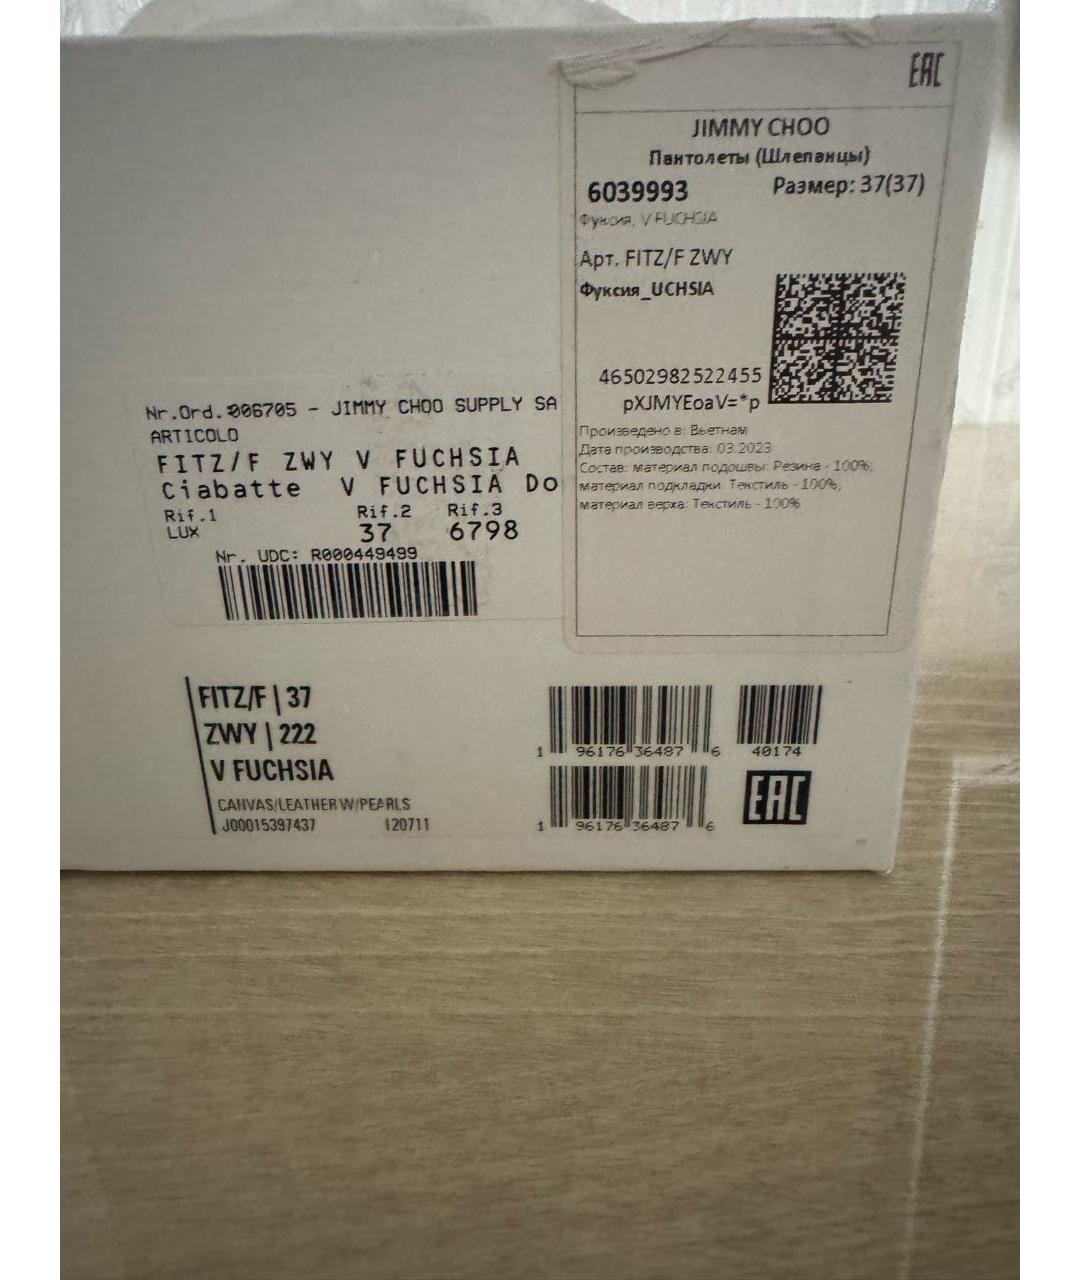 EAC
JIMMY CHOO
Пантолеты (Шлепанцы)
6039993 Размер: 37(37)
Фуксия, V FUCHSIA
Арт. FITZ/F ZWY
Фуксия_UCHSIA
46502982522455
pXJMYEoaV=*p
Произведено в: Вьетнам
Дата производства: 03.2023
Состав: материал подошвы: Резина - 100%;
материал подкладки: Текстиль - 100%;
материал верха: Текстиль - 100%
Nr.Ord.006705 - JIMMY CHOO SUPPLY SA
ARTICOLO
FITZ/F ZWY V FUCHSIA
Ciabatte V FUCHSIA Do
Rif.1 Rif.2 Rif.3
LUX 37 6798
Nr. UDC: R000449499
FITZ/F | 37
ZWY | 222
V FUCHSIA
CANVAS/LEATHER W/PEARLS
J00015397437 120711
1 96176 36487 6 40174
1 96176 36487 6
EAC